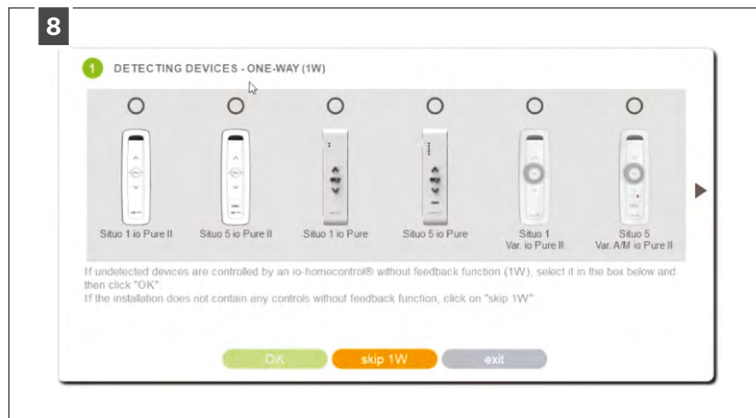 8
1 DETECTING DEVICES - ONE-WAY (1W)
Situo 1 io Pure II
Situo 5 io Pure II
Situo 1 io Pure
Situo 5 io Pure
Situo 1
Var. io Pure II
Situo 5
Var. A/M io Pure II
If undetected devices are controlled by an io-homecontrol® without feedback function (1W), select it in the box below and
then click "OK".
If the installation does not contain any controls without feedback function, click on "skip 1W"
OK
skip 1W
exit